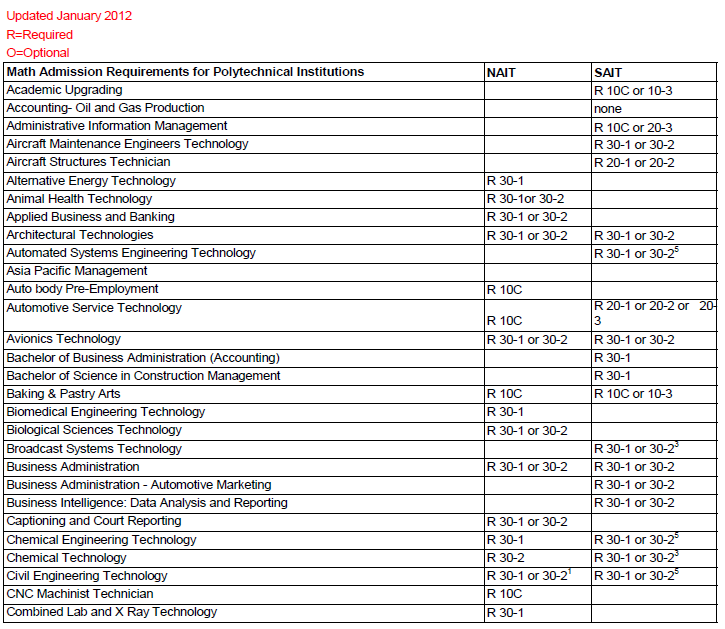 Updated January 2012
R=Required
O=Optional
Math Admission Requirements for Polytechnical Institutions NAIT SAIT
Academic Upgrading R 10C or 10-3
Accounting- Oil and Gas Production none
Administrative Information Management R 10C or 20-3
Aircraft Maintenance Engineers Technology R 30-1 or 30-2
Aircraft Structures Technician R 20-1 or 20-2
Alternative Energy Technology R 30-1
Animal Health Technology R 30-1or 30-2
Applied Business and Banking R 30-1 or 30-2
Architectural Technologies R 30-1 or 30-2 R 30-1 or 30-2
Automated Systems Engineering Technology R 30-1 or 30-2⁵
Asia Pacific Management
Auto body Pre-Employment R 10C
Automotive Service Technology R 10C R 20-1 or 20-2 or 20-
3
Avionics Technology R 30-1 or 30-2 R 30-1 or 30-2
Bachelor of Business Administration (Accounting) R 30-1
Bachelor of Science in Construction Management R 30-1
Baking & Pastry Arts R 10C R 10C or 10-3
Biomedical Engineering Technology R 30-1
Biological Sciences Technology R 30-1 or 30-2
Broadcast Systems Technology R 30-1 or 30-2³
Business Administration R 30-1 or 30-2 R 30-1 or 30-2
Business Administration - Automotive Marketing R 30-1 or 30-2
Business Intelligence: Data Analysis and Reporting R 30-1 or 30-2
Captioning and Court Reporting R 30-1 or 30-2
Chemical Engineering Technology R 30-1 R 30-1 or 30-2⁵
Chemical Technology R 30-2 R 30-1 or 30-2³
Civil Engineering Technology R 30-1 or 30-2¹ R 30-1 or 30-2⁵
CNC Machinist Technician R 10C
Combined Lab and X Ray Technology R 30-1